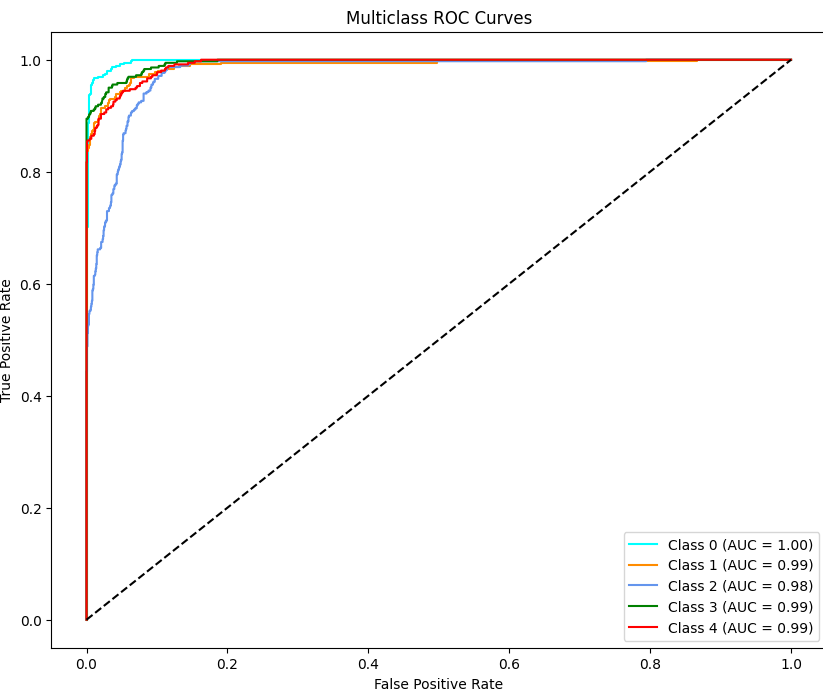 Multiclass ROC Curves
True Positive Rate
1.0
0.8
0.6
0.4
0.2
0.0
0.0 0.2 0.4 0.6 0.8 1.0
False Positive Rate
Class 0 (AUC = 1.00)
Class 1 (AUC = 0.99)
Class 2 (AUC = 0.98)
Class 3 (AUC = 0.99)
Class 4 (AUC = 0.99)